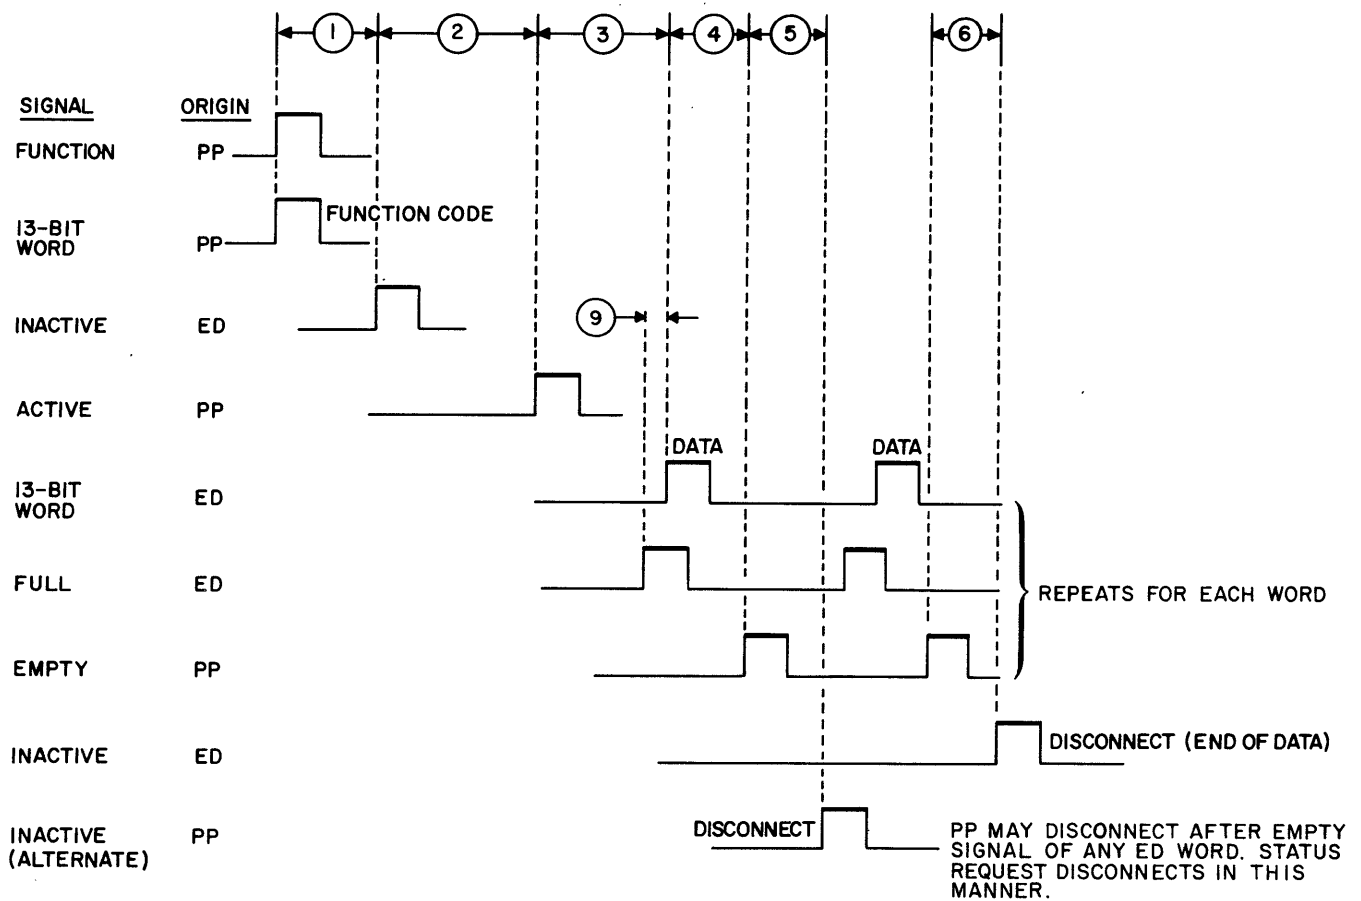 1 2 3 4 5 6
SIGNAL ORIGIN
FUNCTION PP
FUNCTION CODE
13-BIT
WORD PP
INACTIVE ED
9
ACTIVE PP
DATA DATA
13-BIT
WORD ED
FULL ED
REPEATS FOR EACH WORD
EMPTY PP
INACTIVE ED
DISCONNECT (END OF DATA)
INACTIVE
(ALTERNATE) PP
DISCONNECT
PP MAY DISCONNECT AFTER EMPTY
SIGNAL OF ANY ED WORD. STATUS
REQUEST DISCONNECTS IN THIS
MANNER.